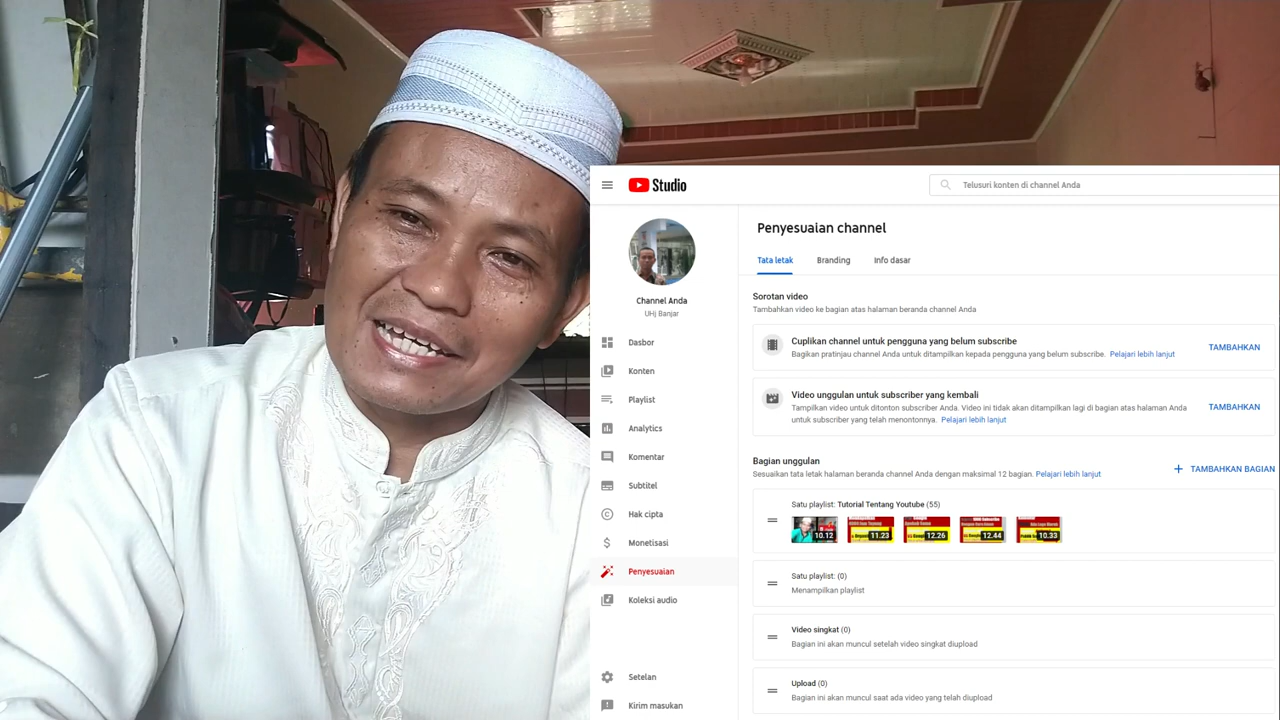 Studio
Telusuri konten di channel Anda
Channel Anda
UHj Banjar
Dasbor
Konten
Playlist
Analytics
Komentar
Subtitel
Hak cipta
Monetisasi
Penyesuaian
Koleksi audio
Setelan
Kirim masukan
Penyesuaian channel
Tata letak Branding Info dasar
Sorotan video
Tambahkan video ke bagian atas halaman beranda channel Anda
Cuplikan channel untuk pengguna yang belum subscribe
Bagikan pratinjau channel Anda untuk ditampilkan kepada pengguna yang belum subscribe. Pelajari lebih lanjut
TAMBAHKAN
Video unggulan untuk subscriber yang kembali
Tampilkan video untuk ditonton subscriber Anda. Video ini tidak akan ditampilkan lagi di bagian atas halaman Anda
untuk subscriber yang telah menontonnya. Pelajari lebih lanjut
TAMBAHKAN
Bagian unggulan
Sesuaikan tata letak halaman beranda channel Anda dengan maksimal 12 bagian. Pelajari lebih lanjut
+ TAMBAHKAN BAGIAN
Satu playlist: Tutorial Tentang Youtube (55)
10.12 11.23 12.26 12.44 10.33
Satu playlist: (0)
Menampilkan playlist
Video singkat (0)
Bagian ini akan muncul setelah video singkat diupload
Upload (0)
Bagian ini akan muncul saat ada video yang telah diupload